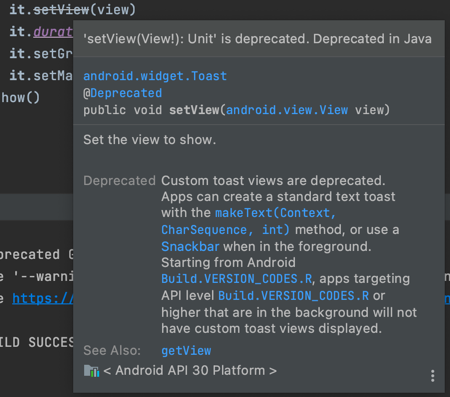 it.setView(view)
it.durat
it.setGr
it.setMa
how()
'setView(View!): Unit' is deprecated. Deprecated in Java
android.widget.Toast
@Deprecated
public void setView(android.view.View view)
Set the view to show.
Deprecated Custom toast views are deprecated.
Apps can create a standard text toast
with the makeText(Context,
CharSequence, int) method, or use a
Snackbar when in the foreground.
Starting from Android
Build.VERSION_CODES.R, apps targeting
API level Build.VERSION_CODES.R or
higher that are in the background will not
have custom toast views displayed.
precated G
e '--warni
e https://
ILD SUCCES
See Also: getView
< Android API 30 Platform >